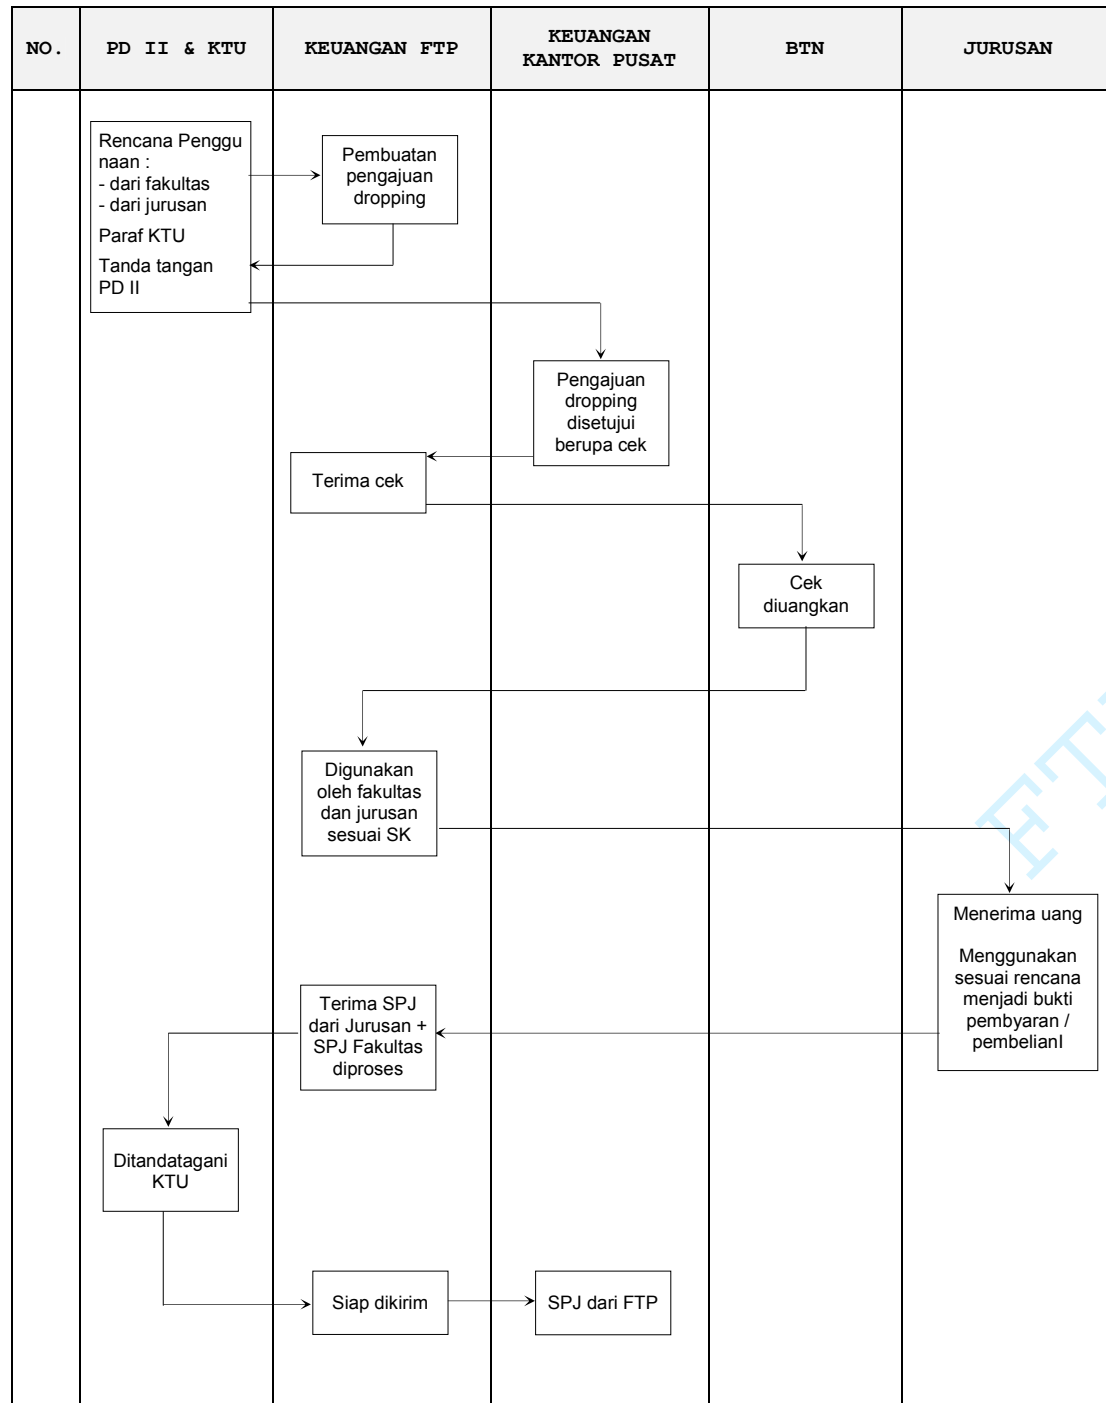 NO.
PD II & KTU
KEUANGAN FTP
KEUANGAN
KANTOR PUSAT
BTN
JURUSAN
Rencana Penggu
naan :
- dari fakultas
- dari jurusan
Paraf KTU
Tanda tangan
PD II
Pembuatan
pengajuan
dropping
Pengajuan
dropping
disetujui
berupa cek
Terima cek
Cek
diuangkan
Digunakan
oleh fakultas
dan jurusan
sesuai SK
Menerima uang
Menggunakan
sesuai rencana
menjadi bukti
pembyaran /
pembelianI
Terima SPJ
dari Jurusan +
SPJ Fakultas
diproses
Ditandatagani
KTU
Siap dikirim
SPJ dari FTP